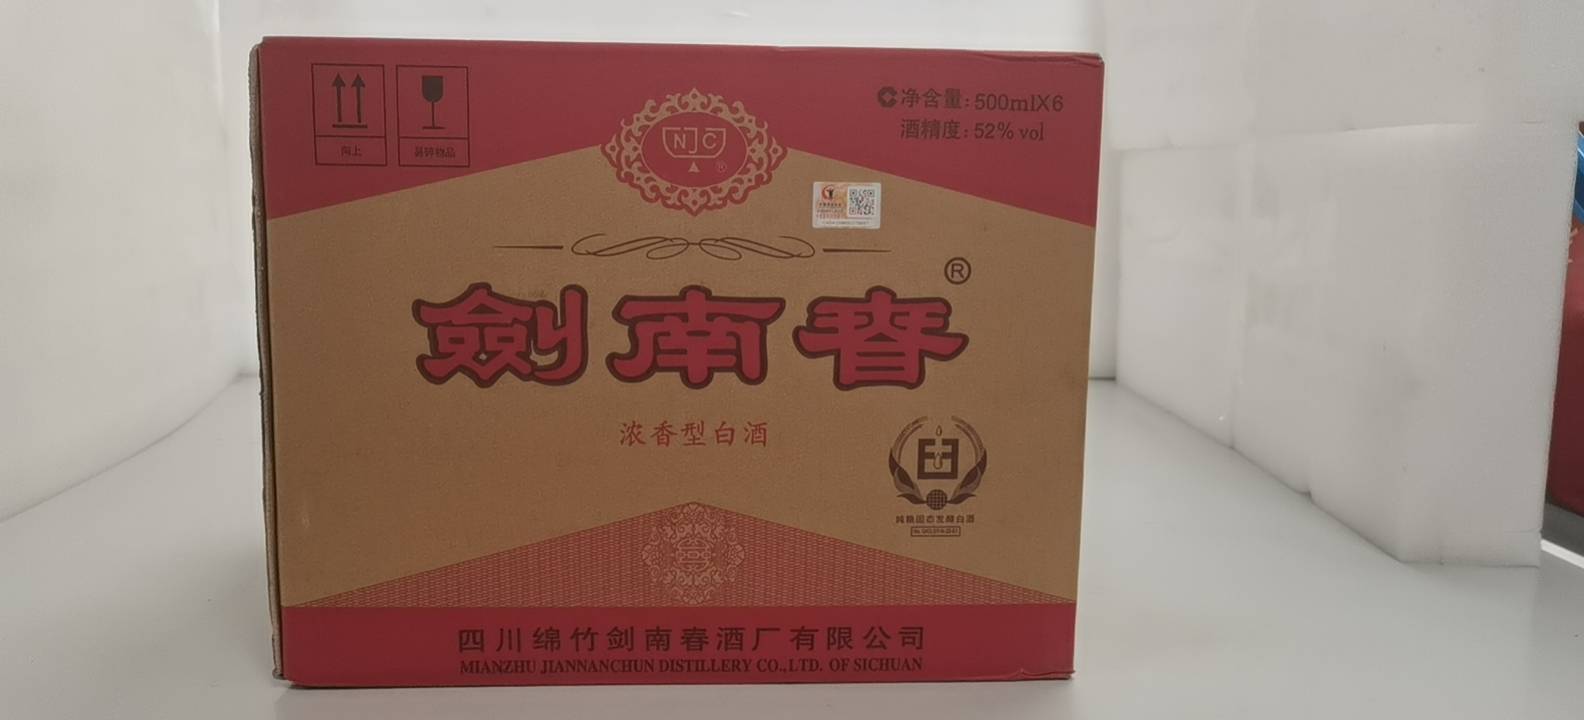 向上
易碎物品
NJC
®
净含量:500mlX6
酒精度:52%vol
®
劍南春
浓香型白酒
纯粮固态发酵白酒
四川绵竹剑南春酒厂有限公司
MIANZHU JIANNANCHUN DISTILLERY CO.,LTD. OF SICHUAN